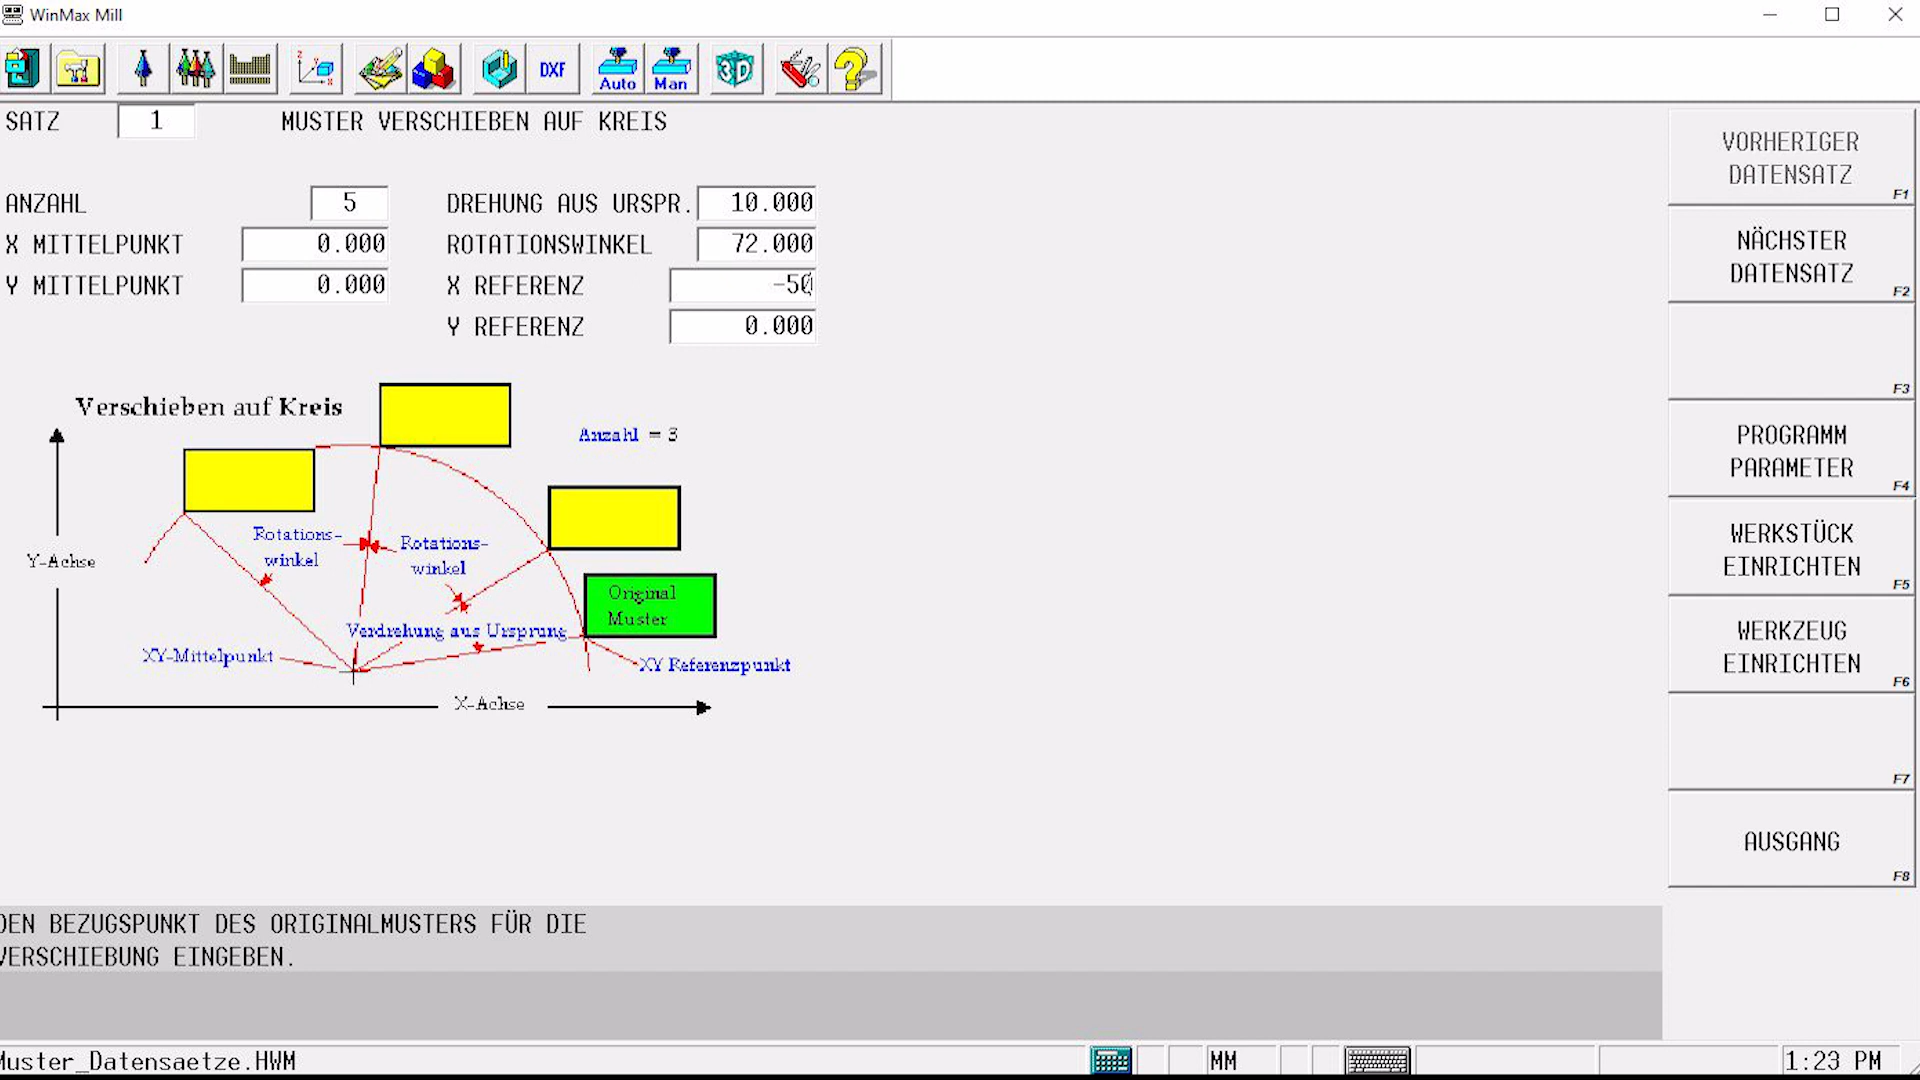 WinMax Mill
DXF
Auto
Man
3D
SATZ 1 MUSTER VERSCHIEBEN AUF KREIS
ANZAHL 5 DREHUNG AUS URSPR. 10.000
X MITTELPUNKT 0.000 ROTATIONSWINKEL 72.000
Y MITTELPUNKT 0.000 X REFERENZ -50
Y REFERENZ 0.000
Verschieben auf Kreis
Anzahl = 3
Rotations-
winkel
Rotations-
winkel
Y-Achse
Original
Muster
Verdrehung aus Ursprung
XY-Mittelpunkt
XY Referenzpunkt
X-Achse
VORHERIGER
DATENSATZ
F1
NÄCHSTER
DATENSATZ
F2
F3
PROGRAMM
PARAMETER
F4
WERKSTÜCK
EINRICHTEN
F5
WERKZEUG
EINRICHTEN
F6
F7
AUSGANG
F8
DEN BEZUGSPUNKT DES ORIGINALMUSTERS FÜR DIE
VERSCHIEBUNG EINGEBEN.
Muster_Datensaetze.HWM
MM
1:23 PM